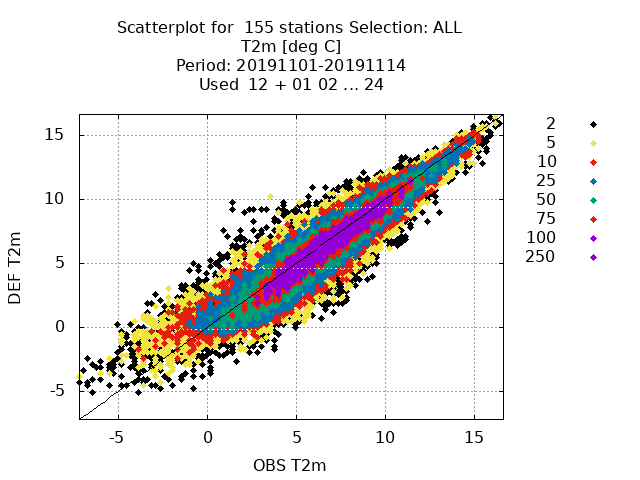 Scatterplot for  155 stations Selection: ALL
T2m [deg C]
Period: 20191101-20191114
Used  12 + 01 02 ... 24
2
5
10
25
50
75
100
250
15
10
5
0
-5
DEF T2m
-5 0 5 10 15
OBS T2m